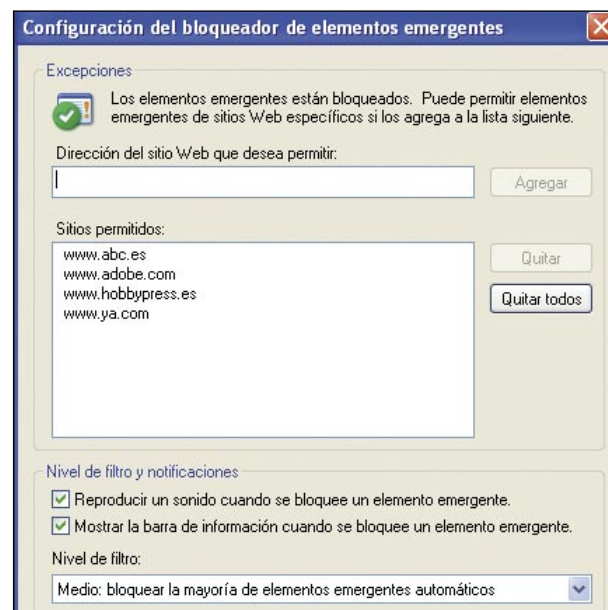 Configuración del bloqueador de elementos emergentes
Excepciones
Los elementos emergentes están bloqueados. Puede permitir elementos
emergentes de sitios Web específicos si los agrega a la lista siguiente.
Dirección del sitio Web que desea permitir:
Agregar
Sitios permitidos:
www.abc.es
www.adobe.com
www.hobbypress.es
www.ya.com
Quitar
Quitar todos
Nivel de filtro y notificaciones
Reproducir un sonido cuando se bloquee un elemento emergente.
Mostrar la barra de información cuando se bloquee un elemento emergente.
Nivel de filtro:
Medio: bloquear la mayoría de elementos emergentes automáticos